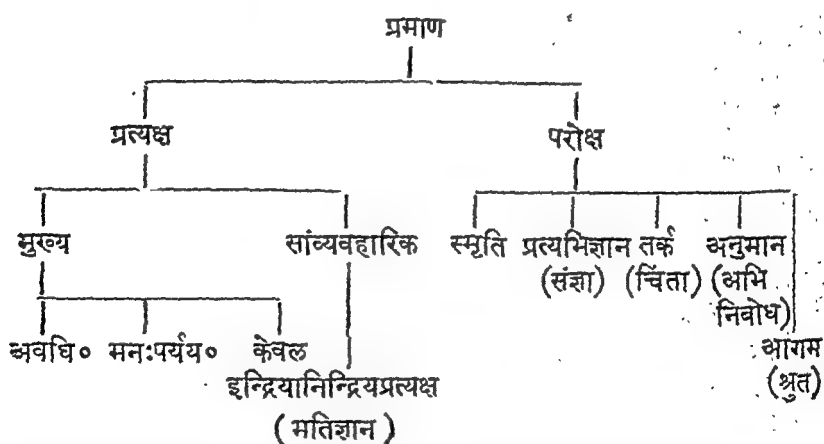 प्रमाण
प्रत्यक्ष परोक्ष
मुख्य सांव्यवहारिक स्मृति प्रत्यभिज्ञान तर्क अनुमान
(संज्ञा) (चिंता) (अभि
निबोध)
अवधि० मनःपर्यय० केवल आगम
इन्द्रियानिन्द्रियप्रत्यक्ष (श्रुत)
(मतिज्ञान)